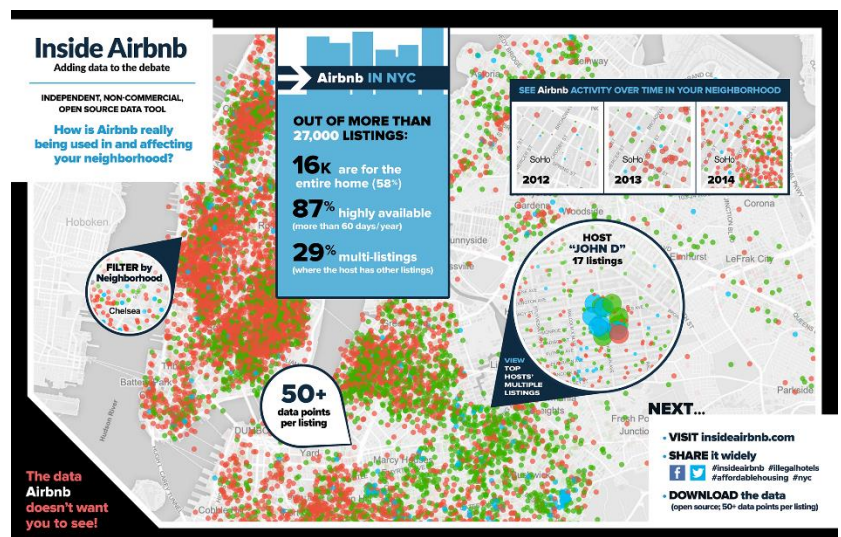 Inside Airbnb
Adding data to the debate
INDEPENDENT, NON-COMMERCIAL,
OPEN SOURCE DATA TOOL
How is Airbnb really
being used in and affecting
your neighborhood?
Airbnb IN NYC
OUT OF MORE THAN
27,000 LISTINGS:
16K are for the
entire home (58%)
87% highly available
(more than 60 days/year)
29% multi-listings
(where the host has other listings)
SEE Airbnb ACTIVITY OVER TIME IN YOUR NEIGHBORHOOD
SoHo
2012
SoHo
2013
SoHo
2014
Astoria
Hoboken
Corona
Woodside
Elmhurst
LeFrak City
FILTER by
Neighborhood
Chelsea
HOST
"JOHN D"
17 listings
VIEW
TOP
HOSTS'
MULTIPLE
LISTINGS
50+
data points
per listing
Battery Park
Hudson River
DUMBO
Yard
Marcy Houses
Parkside
The data
Airbnb
doesn't want
you to see!
NEXT...
• VISIT insideairbnb.com
• SHARE it widely
#insideairbnb #illegalhotels
#affordablehousing #nyc
• DOWNLOAD the data
(open source; 50+ data points per listing)